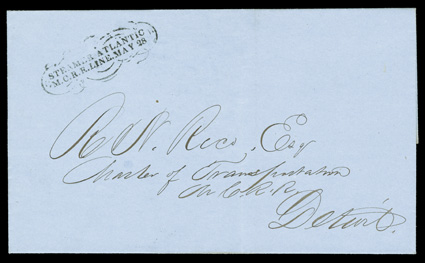 STEAMER ATLANTIC
M.C.R.R. LINE. MAY 28
R. N. Rice, Esq
Master of Transportation
M C R R
Detroit.